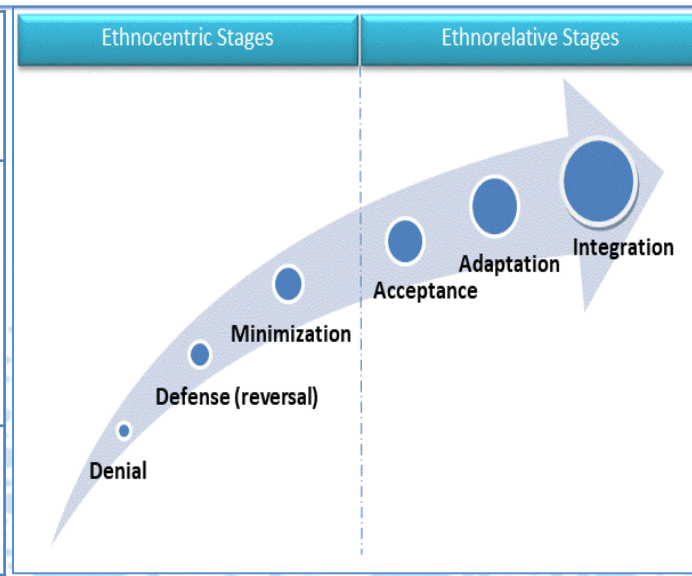 Ethnocentric Stages
Ethnorelative Stages
Integration
Adaptation
Acceptance
Minimization
Defense (reversal)
Denial